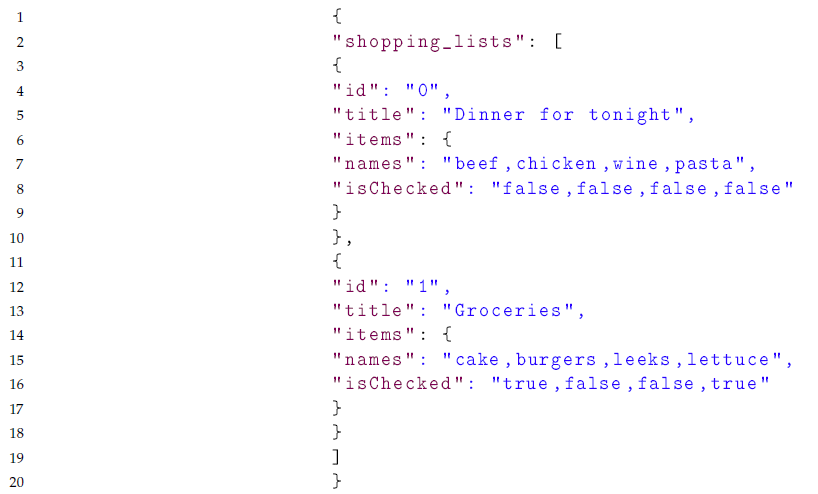 1 {
2 "shopping_lists": [
3 {
4 "id": "0",
5 "title": "Dinner for tonight",
6 "items": {
7 "names": "beef,chicken,wine,pasta",
8 "isChecked": "false,false,false,false"
9 }
10 },
11 {
12 "id": "1",
13 "title": "Groceries",
14 "items": {
15 "names": "cake,burgers,leeks,lettuce",
16 "isChecked": "true,false,false,true"
17 }
18 }
19 ]
20 }